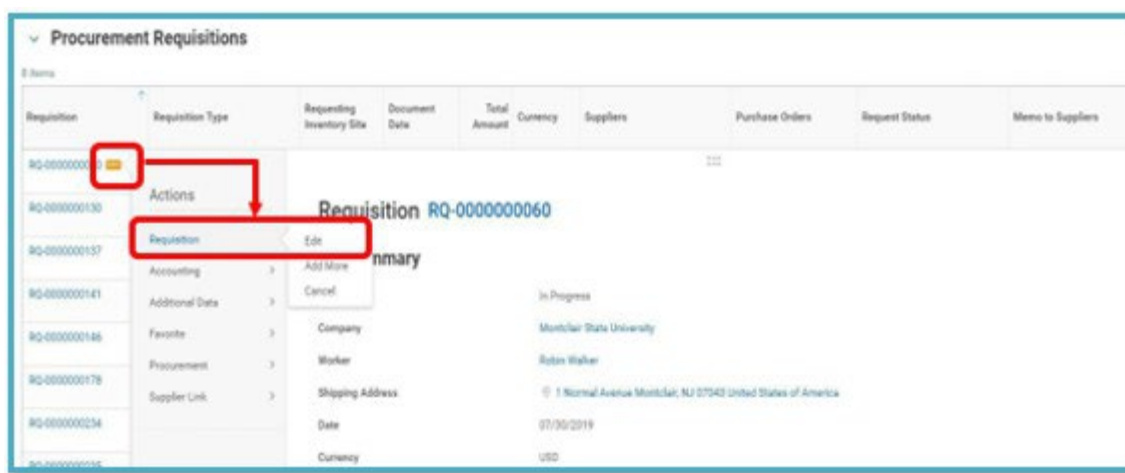 Procurement Requisitions
8 items
Requisition
Requisition Type
Requesting Inventory Site
Document Date
Total Amount
Currency
Suppliers
Purchase Orders
Request Status
Memo to Suppliers
RQ-0000000130
RQ-0000000137
RQ-0000000141
RQ-0000000146
RQ-0000000178
RQ-0000000234
Actions
Requisition
Accounting
Additional Data
Favorite
Procurement
Supplier Link
Edit
Add More
Cancel
Requisition RQ-0000000060
In Progress
Company Montclair State University
Worker Robin Walker
Shipping Address 1 Normal Avenue Montclair, NJ 07043 United States of America
Date 07/30/2019
Currency USD